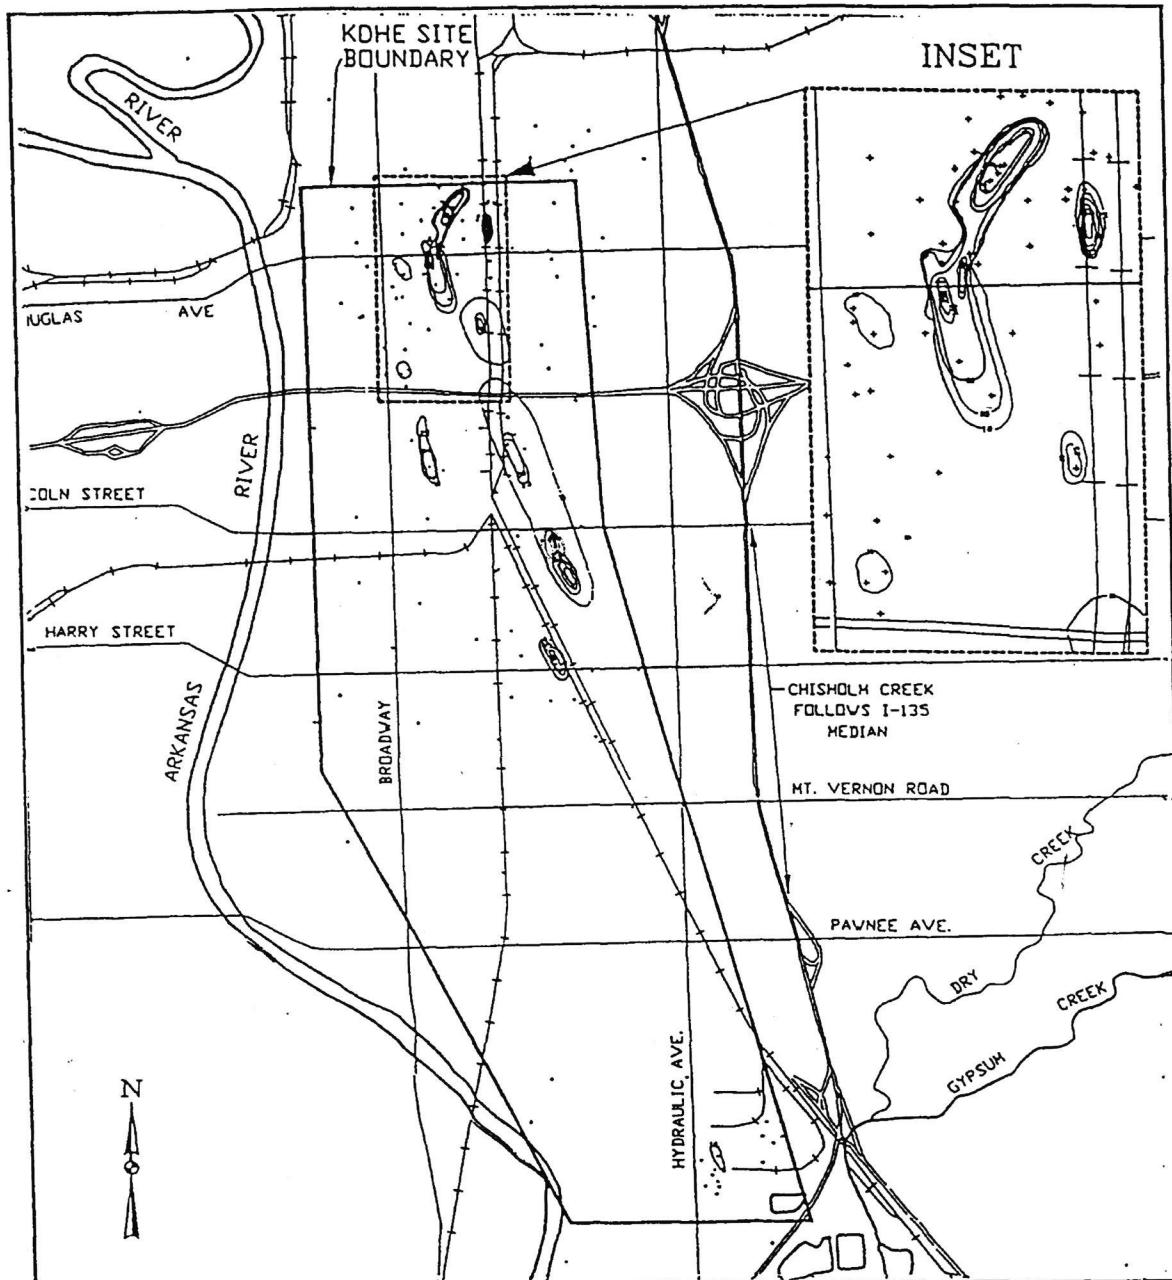 KDHE SITE
BOUNDARY
INSET
RIVER
UGLAS AVE
RIVER
COLN STREET
HARRY STREET
ARKANSAS
BROADWAY
CHISHOLM CREEK
FOLLOWS I-135
MEDIAN
MT. VERNON ROAD
CREEK
PAWNEE AVE.
DRY
CREEK
GYPSUM
HYDRAULIC AVE.
N